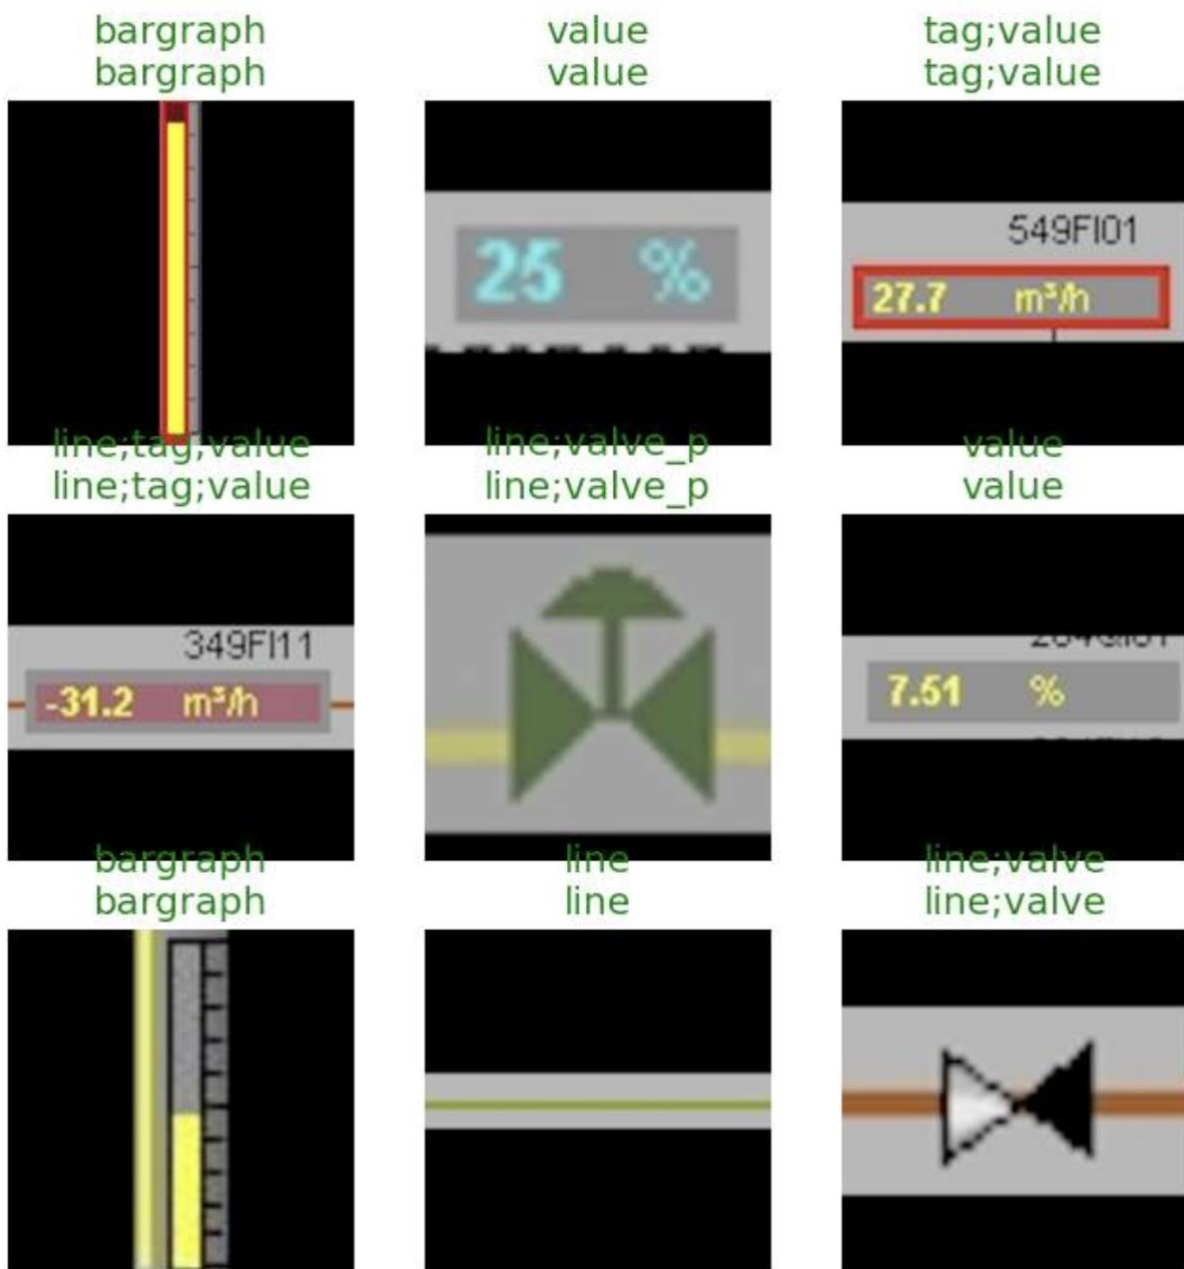 bargraph
bargraph
value
value
tag;value
tag;value
25 %
549FI01
27.7 m³/h
line;tag;value
line;tag;value
line;valve_p
line;valve_p
value
value
349FI11
-31.2 m³/h
7.51 %
bargraph
bargraph
line
line
line;valve
line;valve